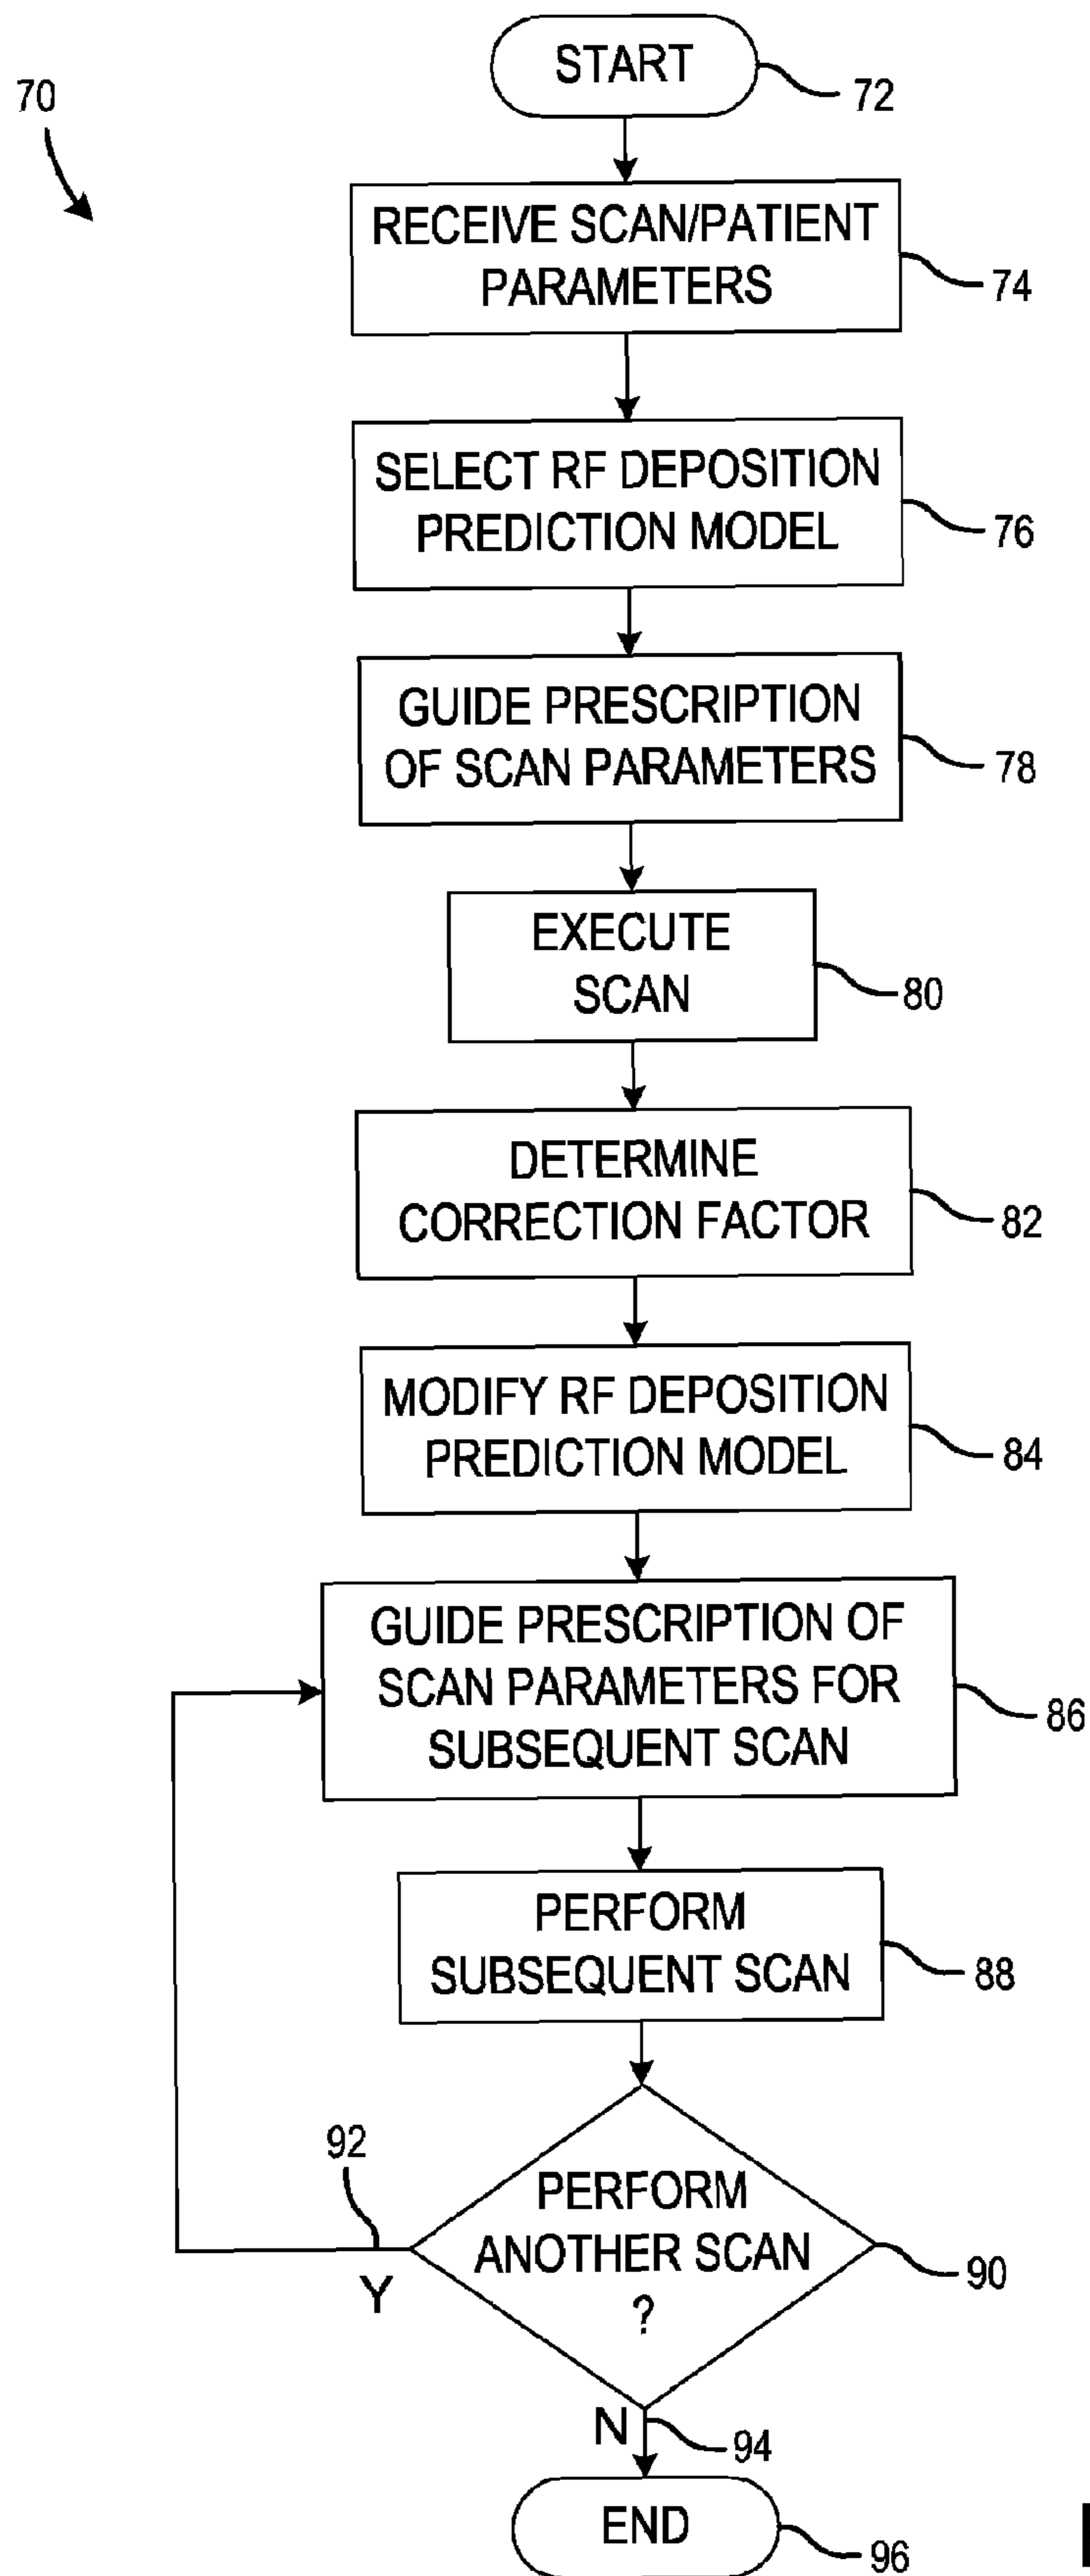 70
START
72
RECEIVE SCAN/PATIENT
PARAMETERS
74
SELECT RF DEPOSITION
PREDICTION MODEL
76
GUIDE PRESCRIPTION
OF SCAN PARAMETERS
78
EXECUTE
SCAN
80
DETERMINE
CORRECTION FACTOR
82
MODIFY RF DEPOSITION
PREDICTION MODEL
84
GUIDE PRESCRIPTION OF
SCAN PARAMETERS FOR
SUBSEQUENT SCAN
86
PERFORM
SUBSEQUENT SCAN
88
92
Y
PERFORM
ANOTHER SCAN
?
90
N
94
END
96